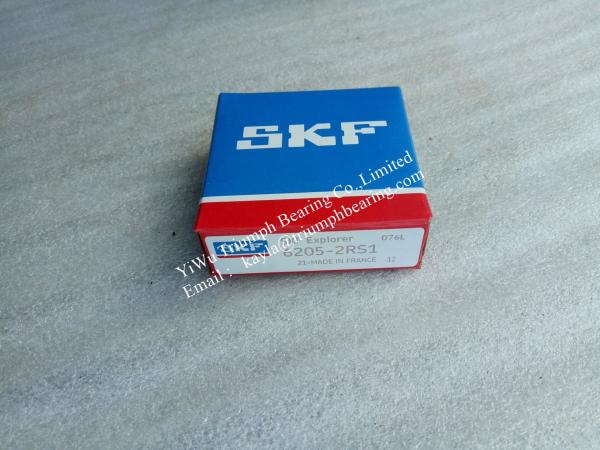 SKF
SKF
Explorer 076L
6205-2RS1
21-MADE IN FRANCE 12
YiWu Triumph Bearing Co.,Limited
Email : kayla@triumphbearing.com